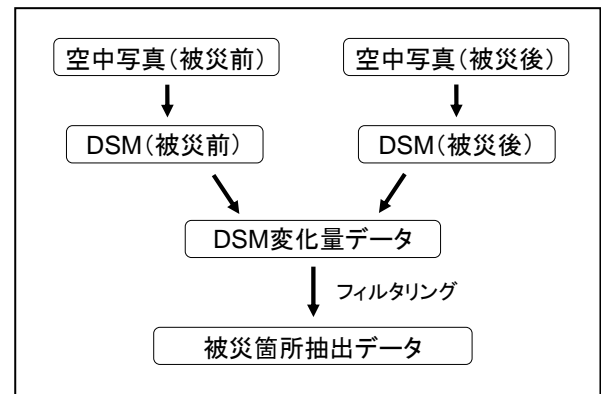 空中写真(被災前)
空中写真(被災後)
DSM(被災前)
DSM(被災後)
DSM変化量データ
フィルタリング
被災箇所抽出データ